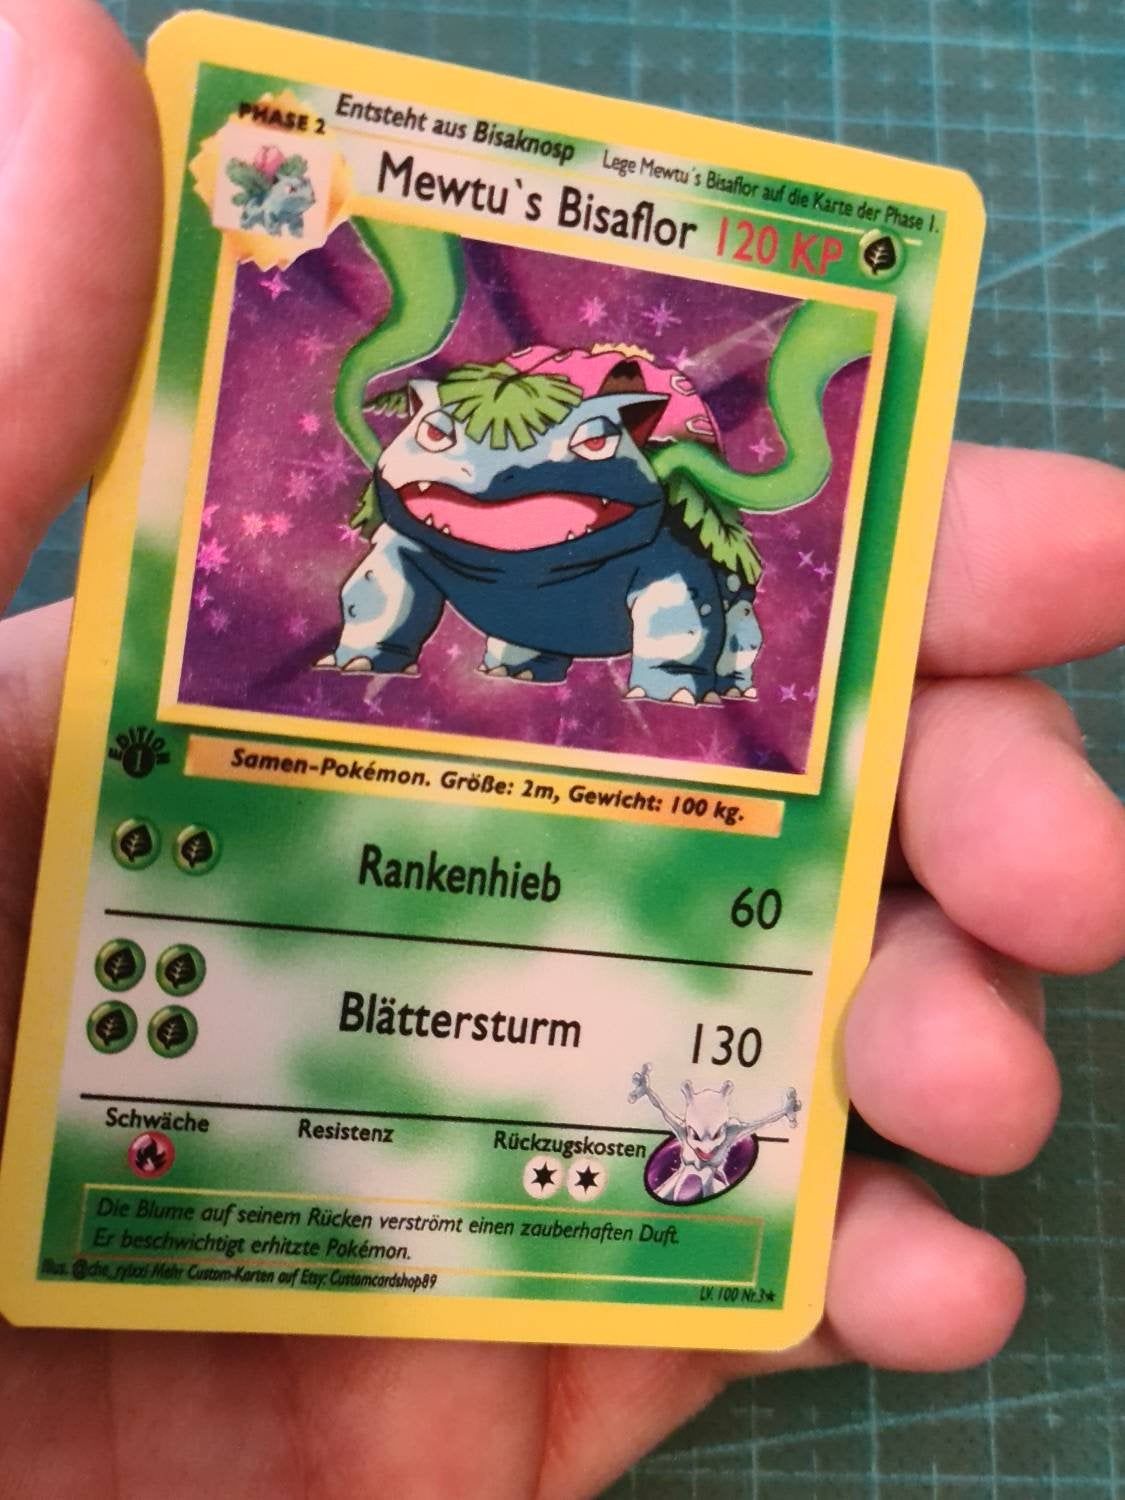 PHASE 2
Entsteht aus Bisaknosp
Lege Mewtu´s Bisaflor auf die Karte der Phase 1.
Mewtu`s Bisaflor 120 KP
EDITION
1
Samen-Pokémon. Größe: 2m, Gewicht: 100 kg.
Rankenhieb 60
Blättersturm 130
Schwäche Resistenz Rückzugskosten
Die Blume auf seinem Rücken verströmt einen zauberhaften Duft.
Er beschwichtigt erhitzte Pokémon.
Illus. Mehr Custom-Karten auf Etsy: Customcardshop89
LV. 100 Nr.3★